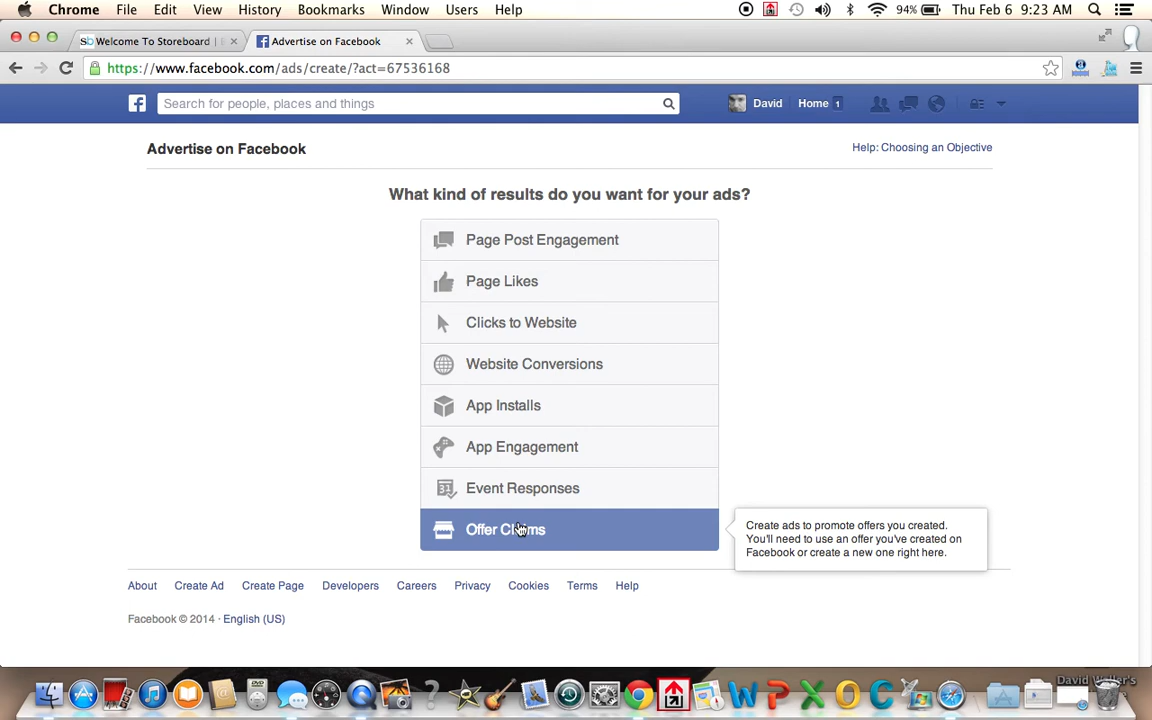 Chrome File Edit View History Bookmarks Window Users Help 94% Thu Feb 6 9:23 AM
Welcome To Storeboard | Advertise on Facebook
https://www.facebook.com/ads/create/?act=67536168
Search for people, places and things David Home 1
Advertise on Facebook Help: Choosing an Objective
What kind of results do you want for your ads?
Page Post Engagement
Page Likes
Clicks to Website
Website Conversions
App Installs
App Engagement
31 Event Responses
Offer Claims
Create ads to promote offers you created.
You'll need to use an offer you've created on
Facebook or create a new one right here.
About Create Ad Create Page Developers Careers Privacy Cookies Terms Help
Facebook © 2014 · English (US)